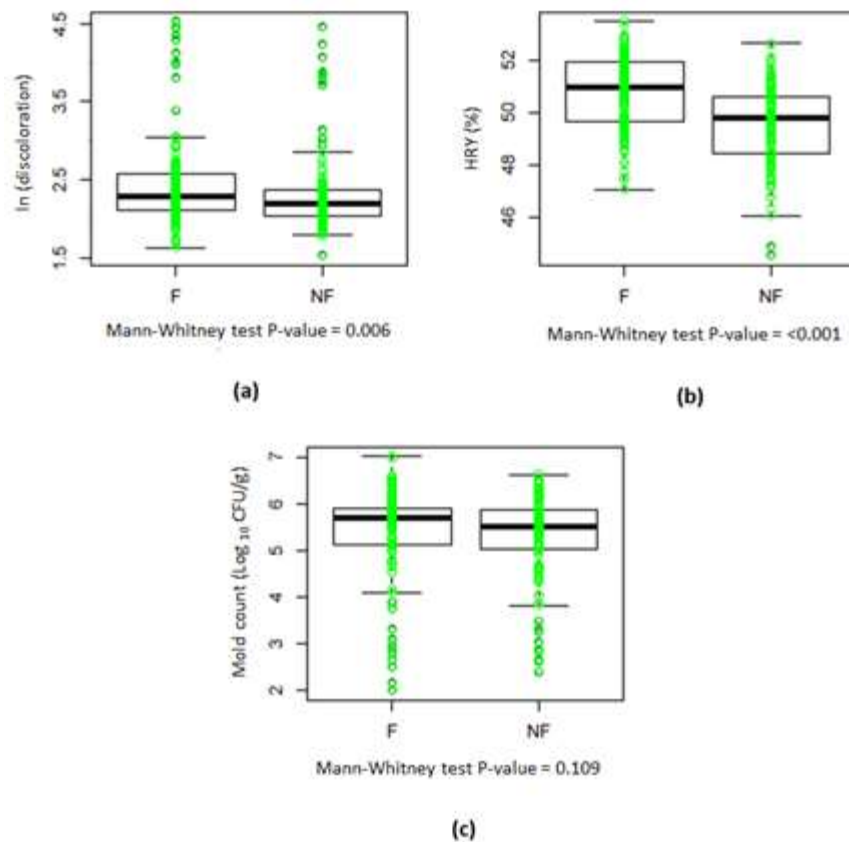 4.5
3.5
2.5
1.5
ln (discoloration)
F NF
Mann-Whitney test P-value = 0.006
(a)
52
50
48
46
HRY (%)
F NF
Mann-Whitney test P-value = <0.001
(b)
7
6
5
4
3
2
Mold count (Log 10 CFU/g)
F NF
Mann-Whitney test P-value = 0.109
(c)